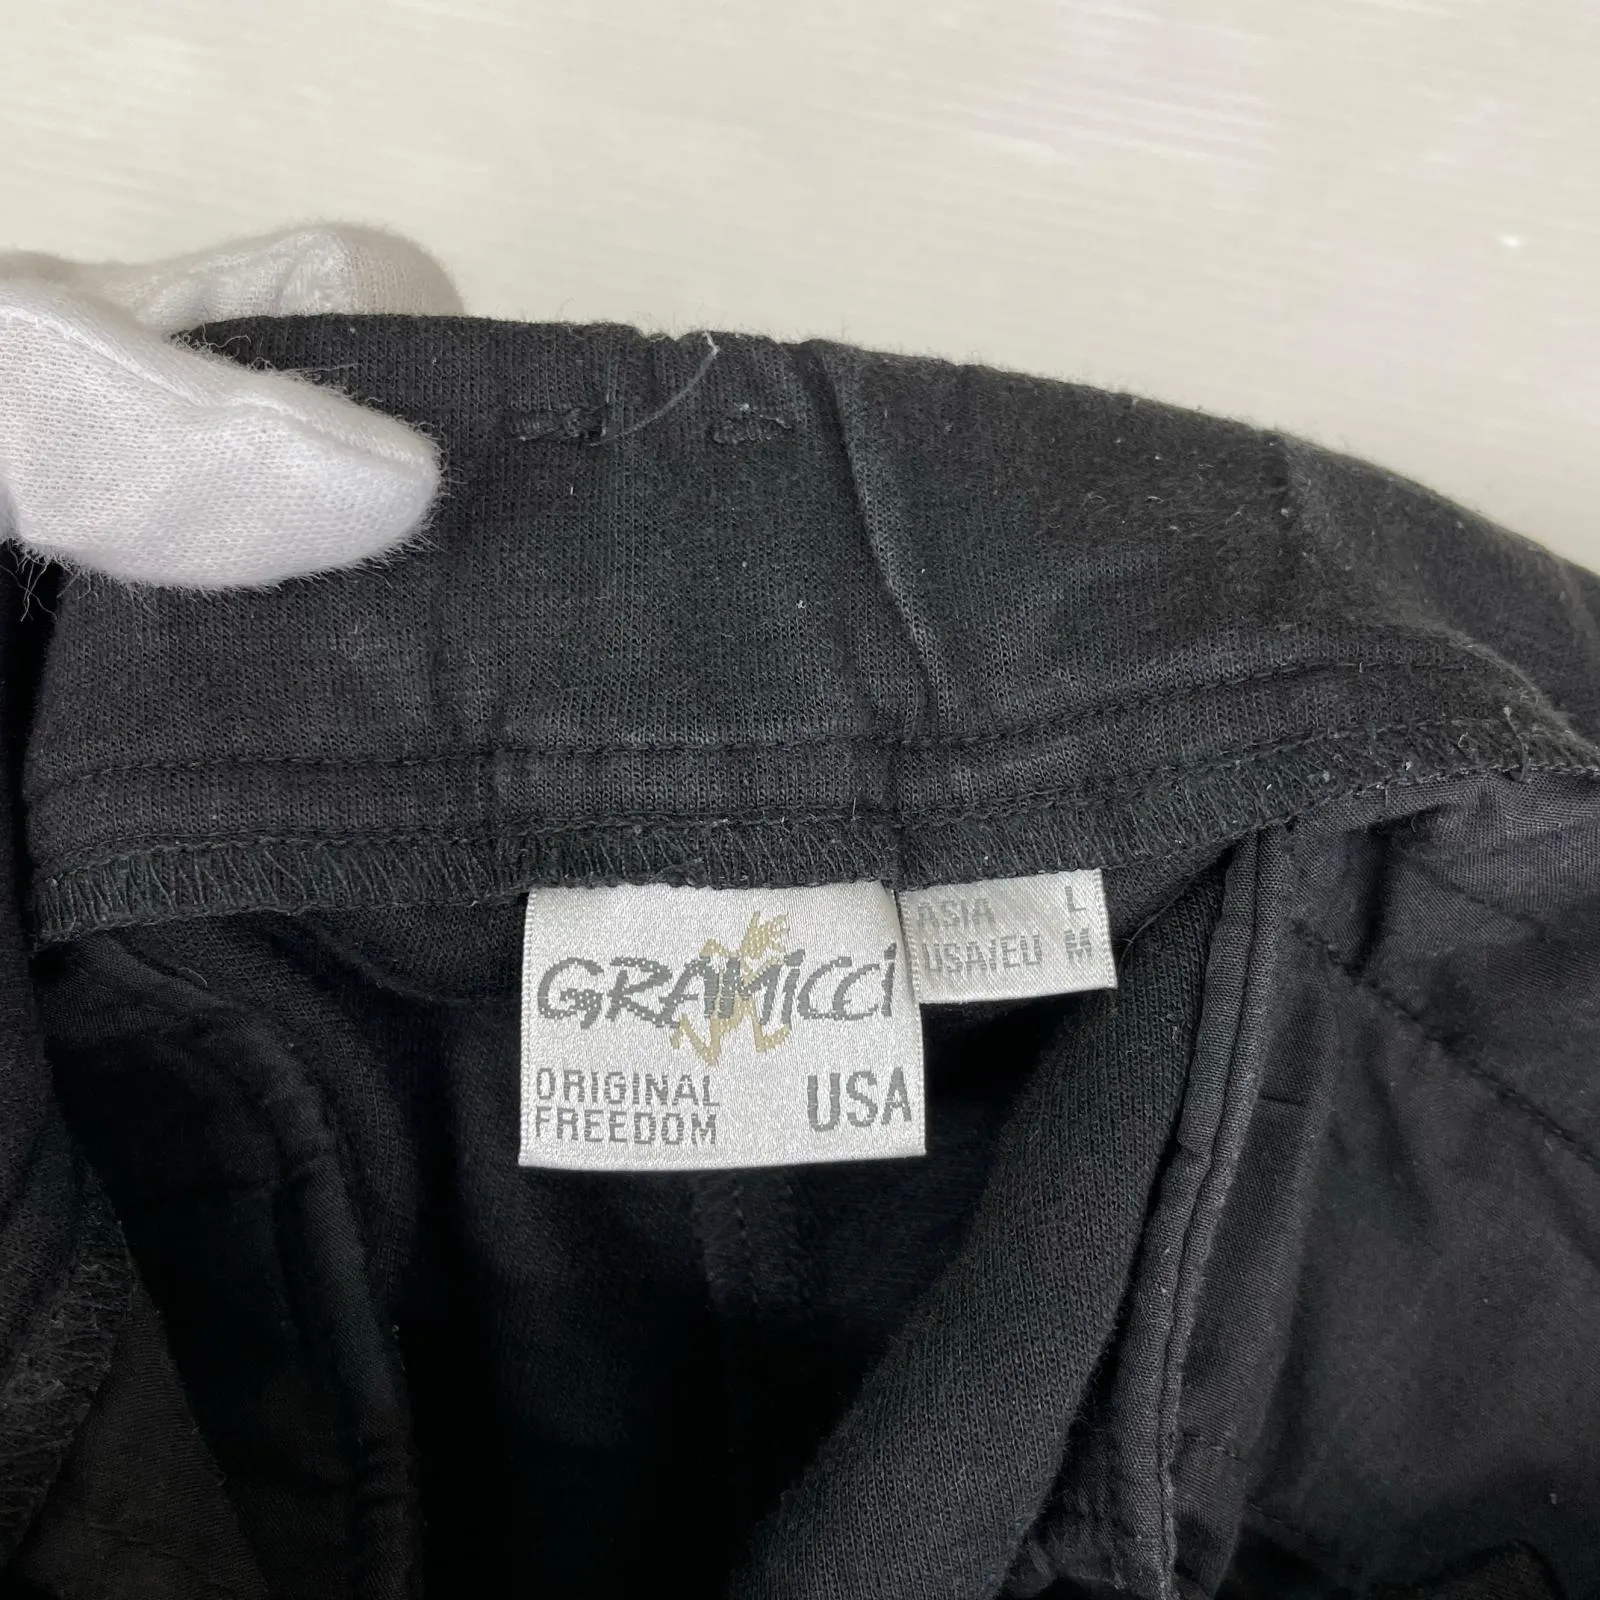 GRAMiCCi
ORIGINAL
FREEDOM
USA
ASIA L
USA/EU M